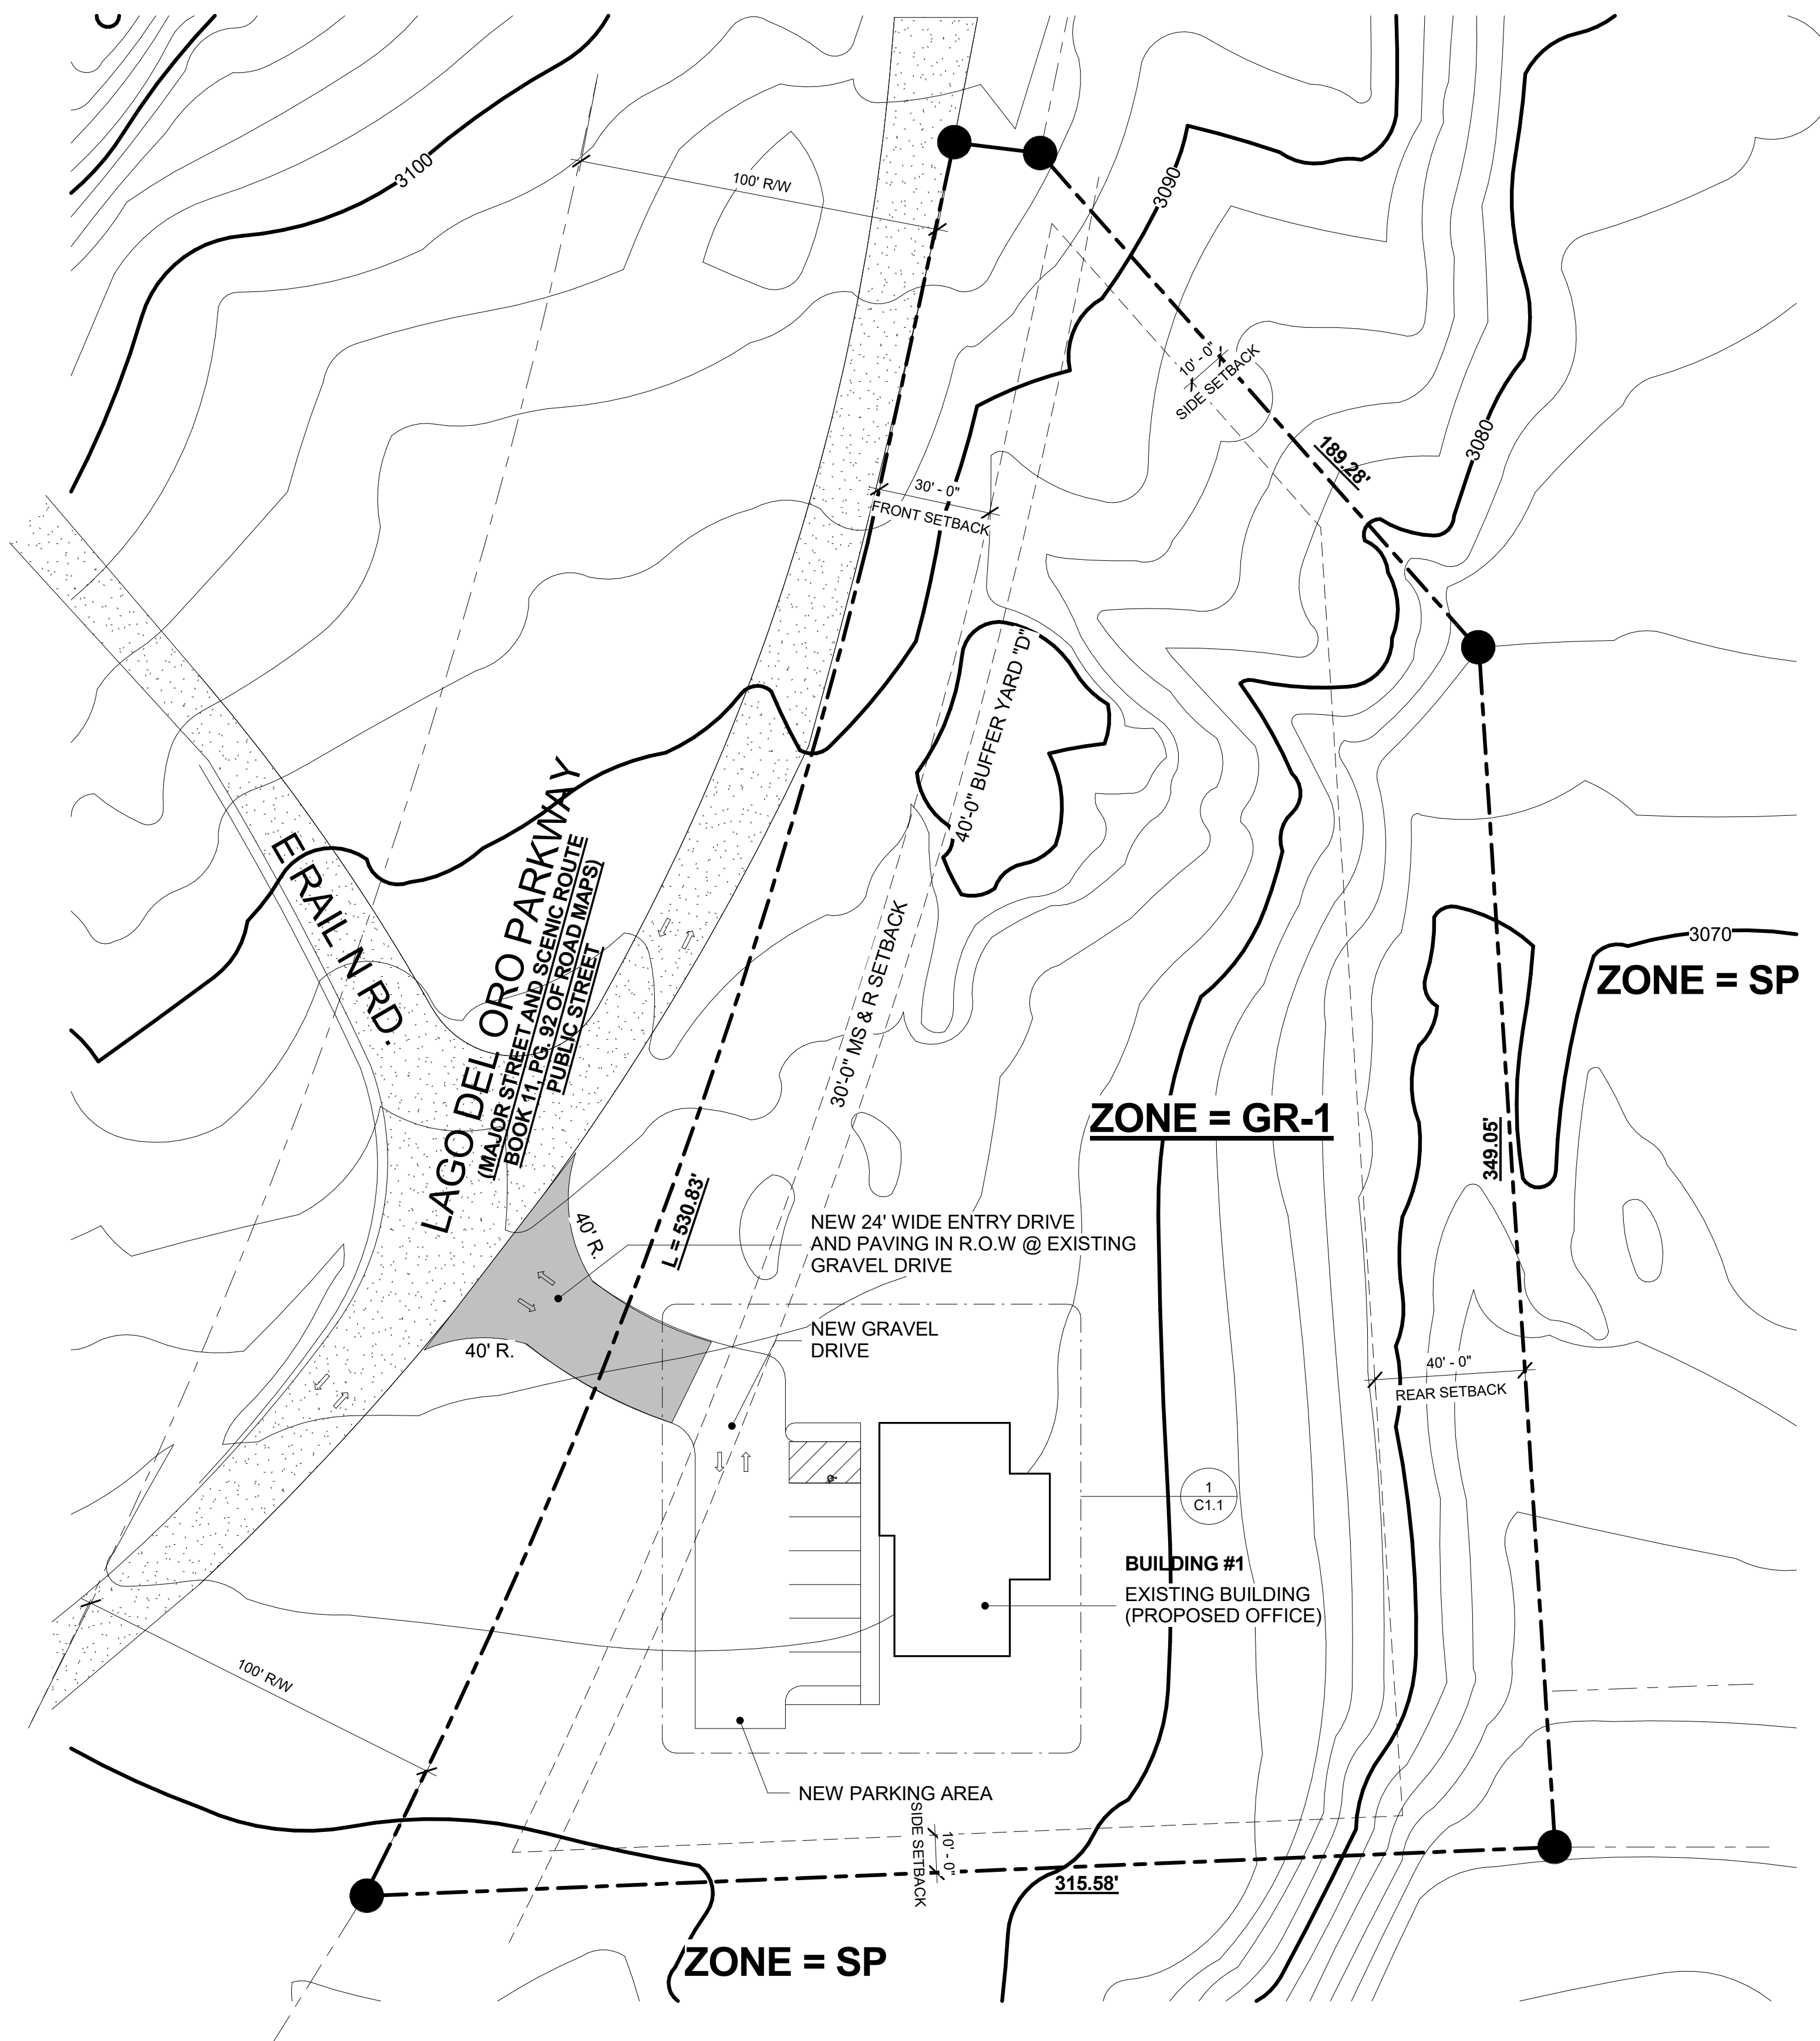 3100
100' R/W
3090
10' - 0"
SIDE SETBACK
3080
189.28'
30' - 0"
FRONT SETBACK
40'-0" BUFFER YARD "D"
E RAIL N RD.
LAGO DEL ORO PARKWAY
(MAJOR STREET AND SCENIC ROUTE
BOOK 11, PG. 92 OF ROAD MAPS)
PUBLIC STREET
30'-0" MS & R SETBACK
3070
ZONE = SP
ZONE = GR-1
349.05'
L = 530.83'
40' R.
NEW 24' WIDE ENTRY DRIVE
AND PAVING IN R.O.W @ EXISTING
GRAVEL DRIVE
NEW GRAVEL
DRIVE
40' R.
40' - 0"
REAR SETBACK
1
C1.1
BUILDING #1
EXISTING BUILDING
(PROPOSED OFFICE)
100' R/W
NEW PARKING AREA
SIDE SETBACK
10' - 0"
315.58'
ZONE = SP